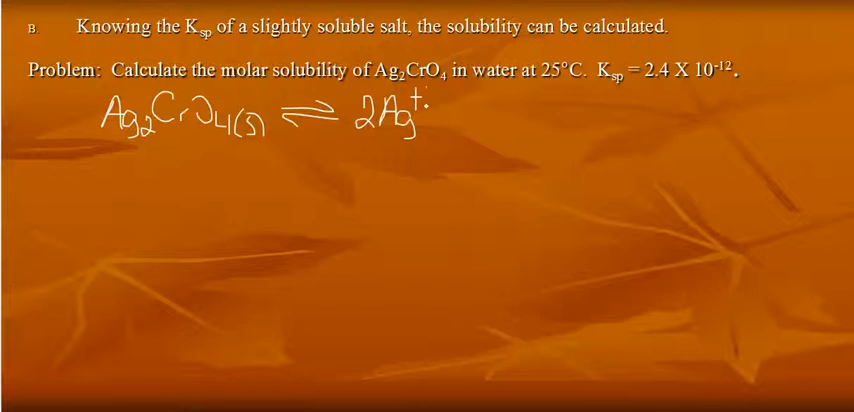 B. Knowing the Ksp of a slightly soluble salt, the solubility can be calculated.
Problem: Calculate the molar solubility of Ag₂CrO₄ in water at 25°C. Ksp = 2.4 X 10⁻¹².
Ag₂CrO₄(s) ⇌ 2Ag⁺